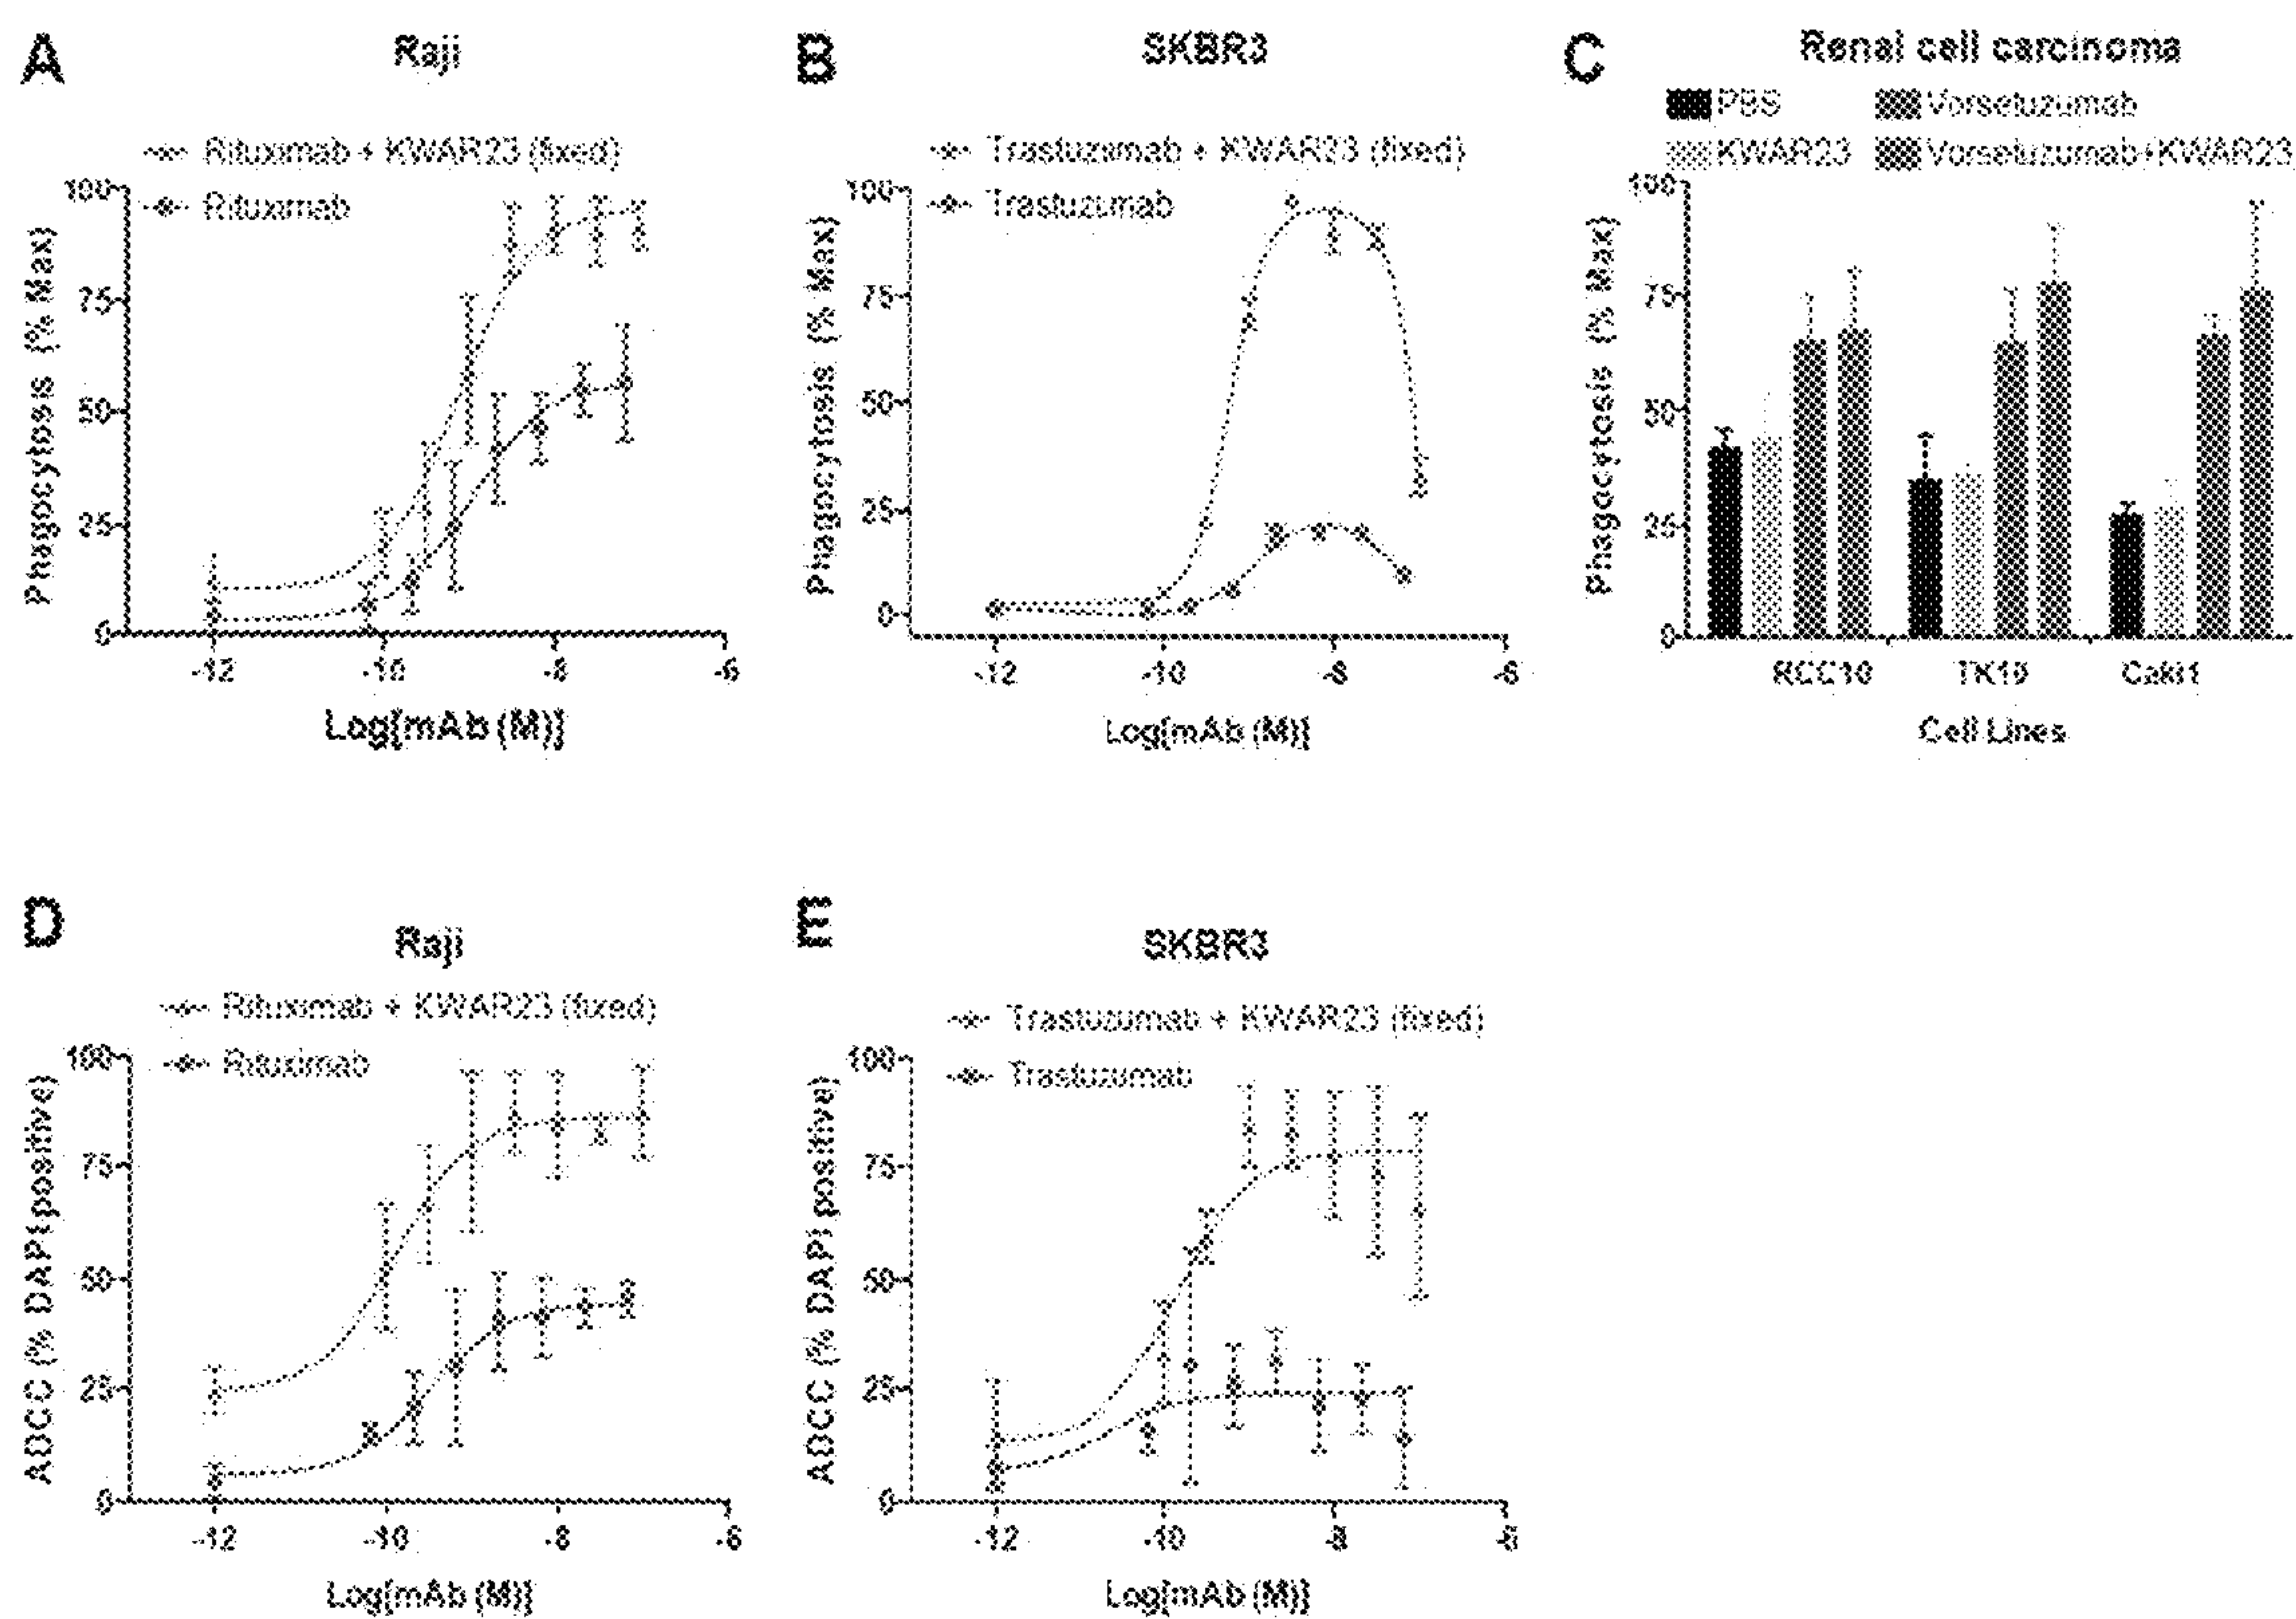 A
Raji
Rituximab + KWAR23 (fixed)
Rituximab
Phagocytosis (% Max)
100
75
50
25
0
-12 -10 -8 -6
Log[mAb (M)]
B
SKBR3
Trastuzumab + KWAR23 (fixed)
Trastuzumab
Phagocytosis (% Max)
100
75
50
25
0
-12 -10 -8 -6
Log[mAb (M)]
C
Renal cell carcinoma
PBS
Vorsetuzumab
KWAR23
Vorsetuzumab+KWAR23
Phagocytosis (% Max)
100
75
50
25
0
RCC10 TK10 Caki1
Cell Lines
D
Raji
Rituximab + KWAR23 (fixed)
Rituximab
ADCC (% DAPI positive)
100
75
50
25
0
-12 -10 -8 -6
Log[mAb (M)]
E
SKBR3
Trastuzumab + KWAR23 (fixed)
Trastuzumab
ADCC (% DAPI positive)
100
75
50
25
0
-12 -10 -8 -6
Log[mAb (M)]